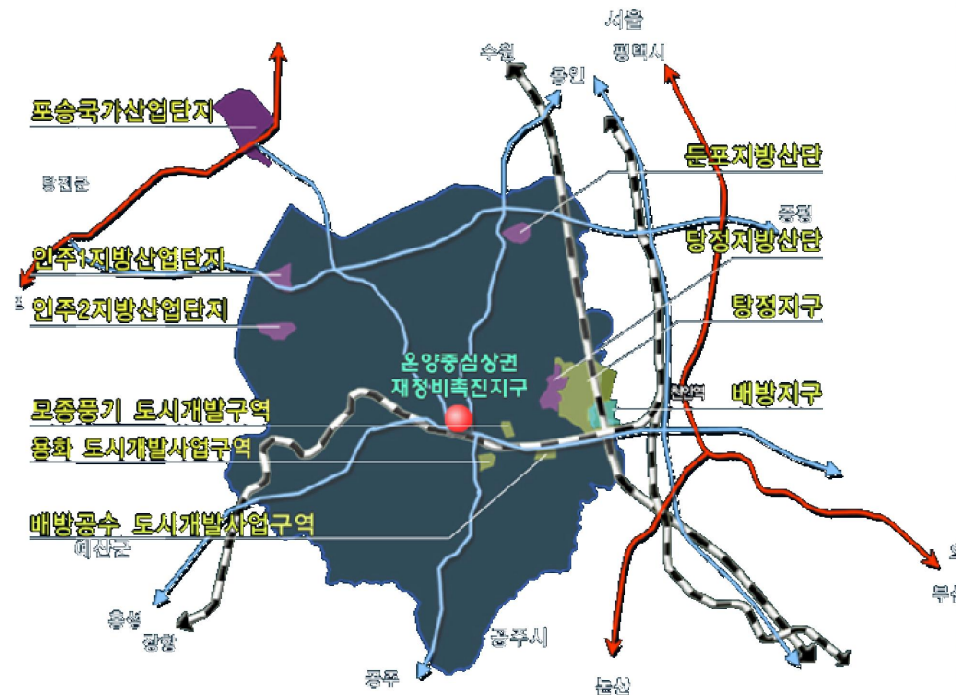 서울
수원
평택시
용인
포승국가산업단지
둔포지방산단
당진군
증평
탕정지방산단
인주1지방산업단지
인주2지방산업단지
탕정지구
온양중심상권
재정비촉진지구
천안역
배방지구
모종풍기 도시개발구역
용화 도시개발사업구역
배방공수 도시개발사업구역
예산군
홍성
장항
공주시
공주
논산